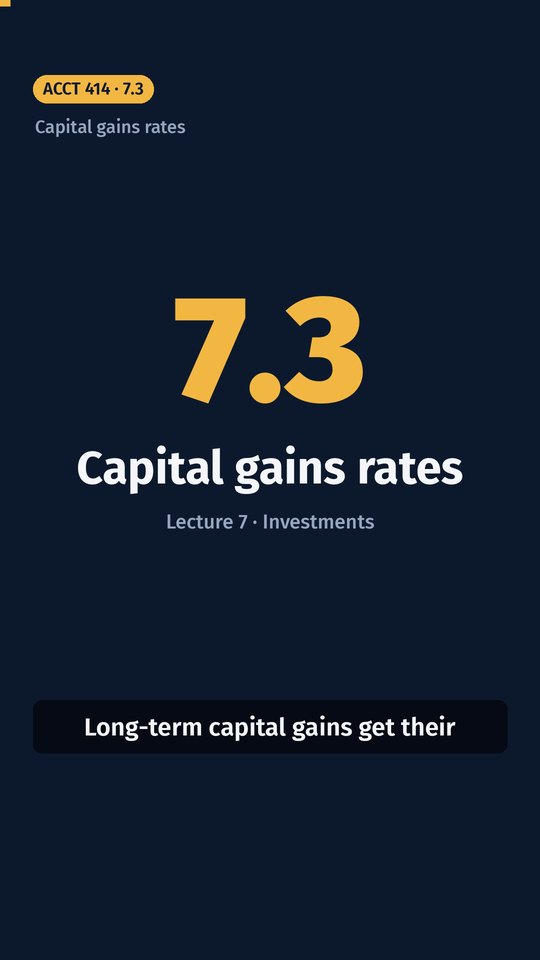 ACCT 414 · 7.3
Capital gains rates
7.3
Capital gains rates
Lecture 7 · Investments
Long-term capital gains get their